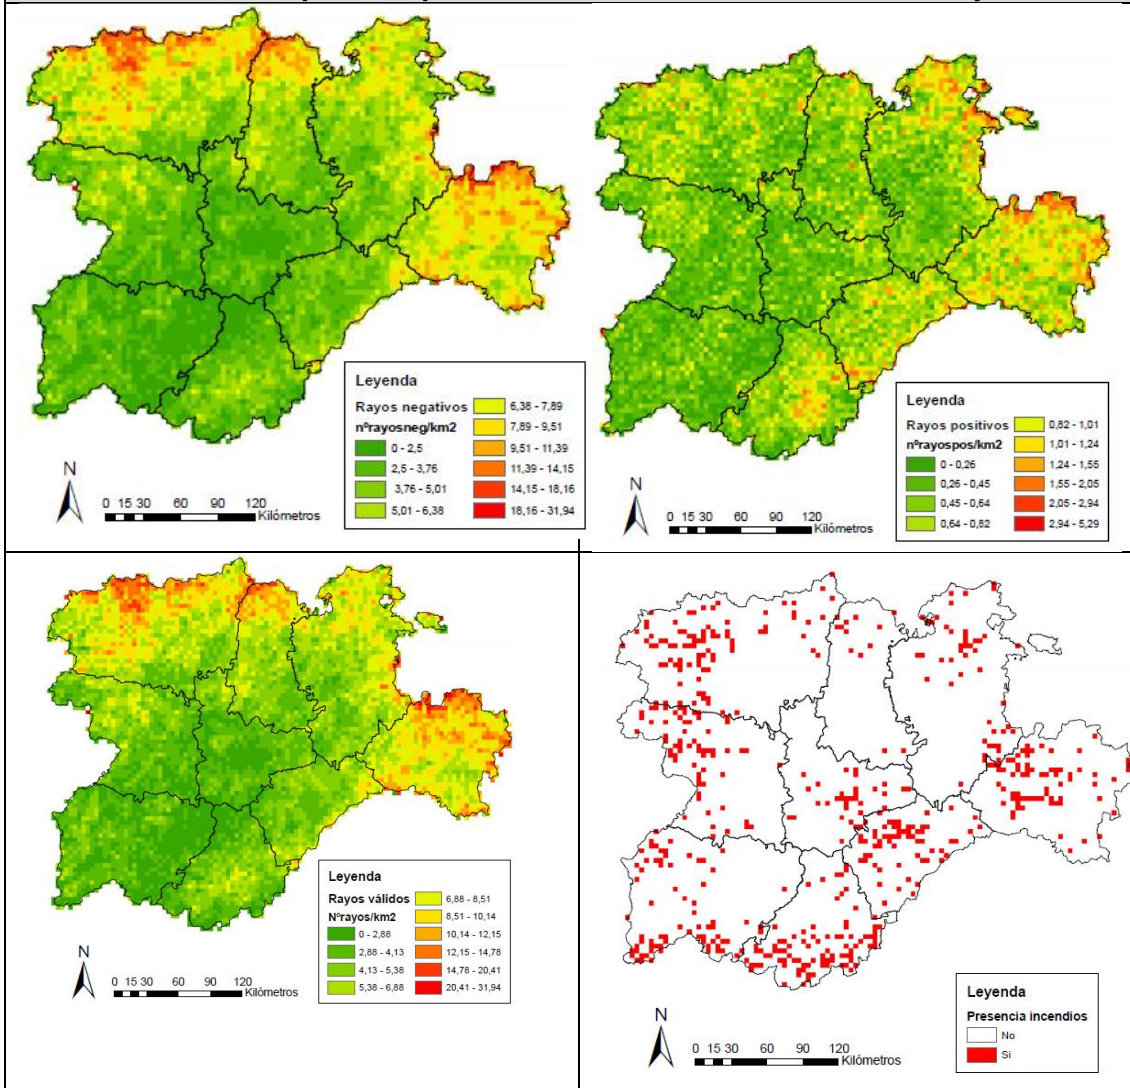 Leyenda
Rayos negativos
nºrayosneg/km2
0 - 2,5
2,5 - 3,76
3,76 - 5,01
5,01 - 6,38
6,38 - 7,89
7,89 - 9,51
9,51 - 11,39
11,39 - 14,15
14,15 - 18,16
18,16 - 31,94
N
0 15 30 60 90 120
Kilómetros
Leyenda
Rayos positivos
nºrayospos/km2
0 - 0,26
0,26 - 0,45
0,45 - 0,64
0,64 - 0,82
0,82 - 1,01
1,01 - 1,24
1,24 - 1,55
1,55 - 2,05
2,05 - 2,94
2,94 - 5,29
N
0 15 30 60 90 120
Kilómetros
Leyenda
Rayos válidos
Nºrayos/km2
0 - 2,88
2,88 - 4,13
4,13 - 5,38
5,38 - 6,88
6,88 - 8,51
8,51 - 10,14
10,14 - 12,15
12,15 - 14,78
14,78 - 20,41
20,41 - 31,94
N
0 15 30 60 90 120
Kilómetros
Leyenda
Presencia incendios
No
Si
N
0 15 30 60 90 120
Kilómetros